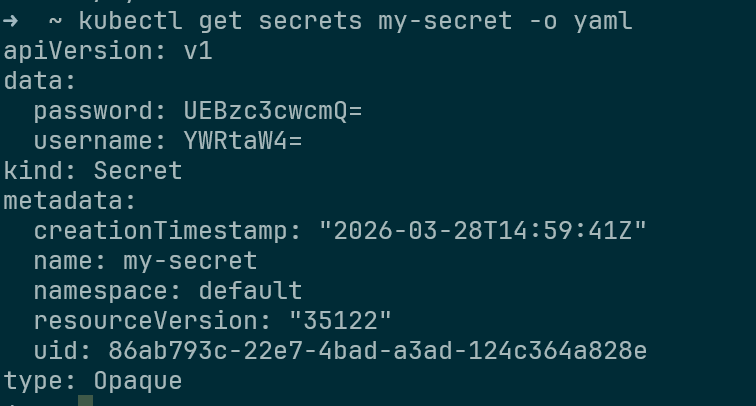 → ~ kubectl get secrets my-secret -o yaml
apiVersion: v1
data:
  password: UEBzc3cwcmQ=
  username: YWRtaW4=
kind: Secret
metadata:
  creationTimestamp: "2026-03-28T14:59:41Z"
  name: my-secret
  namespace: default
  resourceVersion: "35122"
  uid: 86ab793c-22e7-4bad-a3ad-124c364a828e
type: Opaque